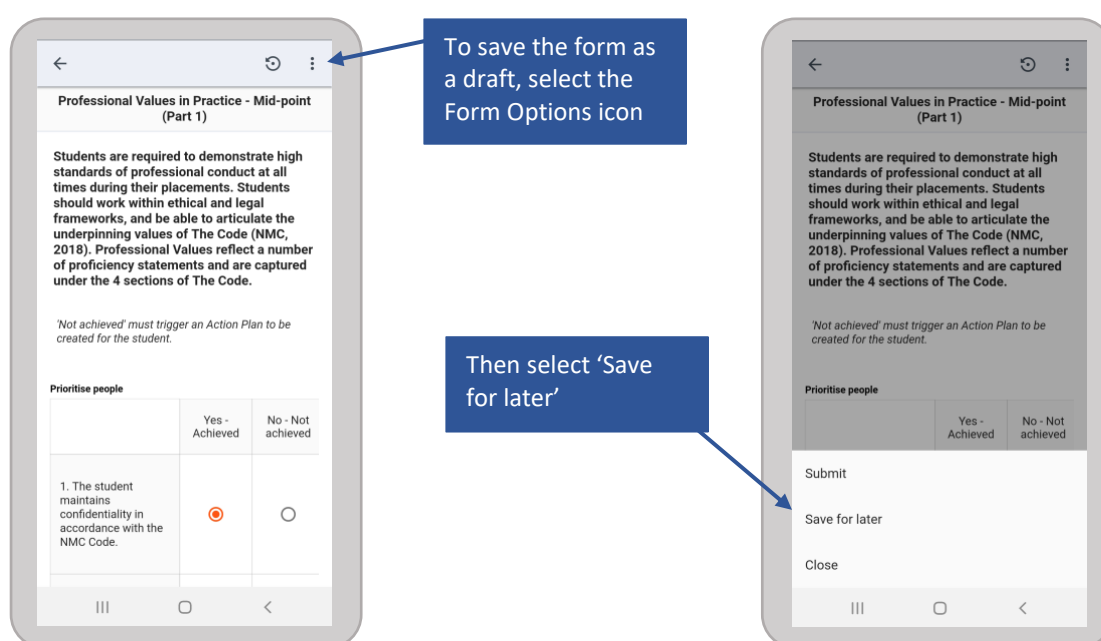 Professional Values in Practice - Mid-point
(Part 1)
Students are required to demonstrate high
standards of professional conduct at all
times during their placements. Students
should work within ethical and legal
frameworks, and be able to articulate the
underpinning values of The Code (NMC,
2018). Professional Values reflect a number
of proficiency statements and are captured
under the 4 sections of The Code.
'Not achieved' must trigger an Action Plan to be
created for the student.
Prioritise people
Yes -
Achieved
No - Not
achieved
1. The student
maintains
confidentiality in
accordance with the
NMC Code.
To save the form as
a draft, select the
Form Options icon
Then select ‘Save
for later’
Professional Values in Practice - Mid-point
(Part 1)
Students are required to demonstrate high
standards of professional conduct at all
times during their placements. Students
should work within ethical and legal
frameworks, and be able to articulate the
underpinning values of The Code (NMC,
2018). Professional Values reflect a number
of proficiency statements and are captured
under the 4 sections of The Code.
'Not achieved' must trigger an Action Plan to be
created for the student.
Prioritise people
Yes -
Achieved
No - Not
achieved
Submit
Save for later
Close